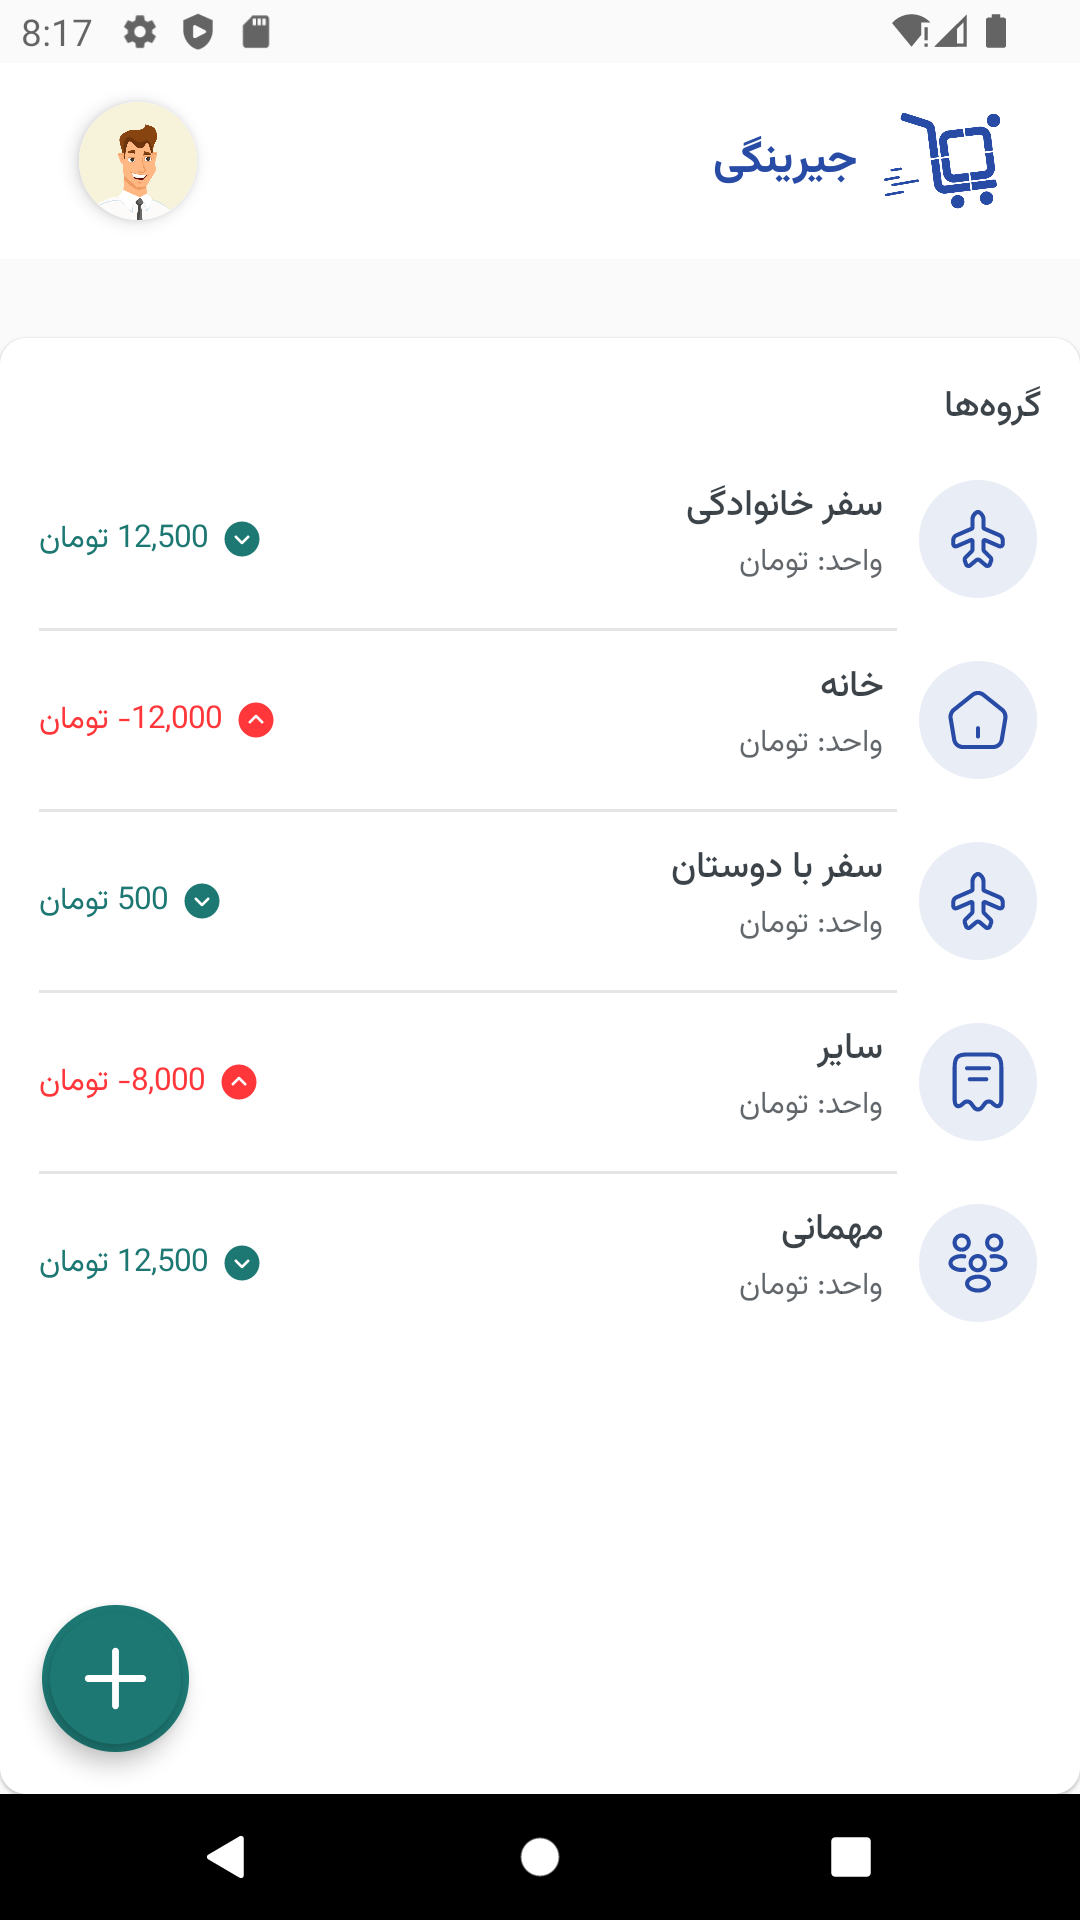 8:17
جیرینگی
گروه‌ها
سفر خانوادگی
واحد: تومان
12,500 تومان
خانه
واحد: تومان
-12,000 تومان
سفر با دوستان
واحد: تومان
500 تومان
سایر
واحد: تومان
-8,000 تومان
مهمانی
واحد: تومان
12,500 تومان